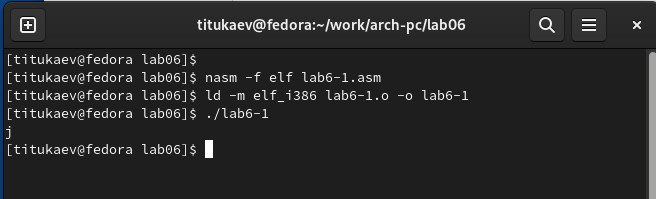 titukaev@fedora:~/work/arch-pc/lab06
[titukaev@fedora lab06]$
[titukaev@fedora lab06]$ nasm -f elf lab6-1.asm
[titukaev@fedora lab06]$ ld -m elf_i386 lab6-1.o -o lab6-1
[titukaev@fedora lab06]$ ./lab6-1
j
[titukaev@fedora lab06]$